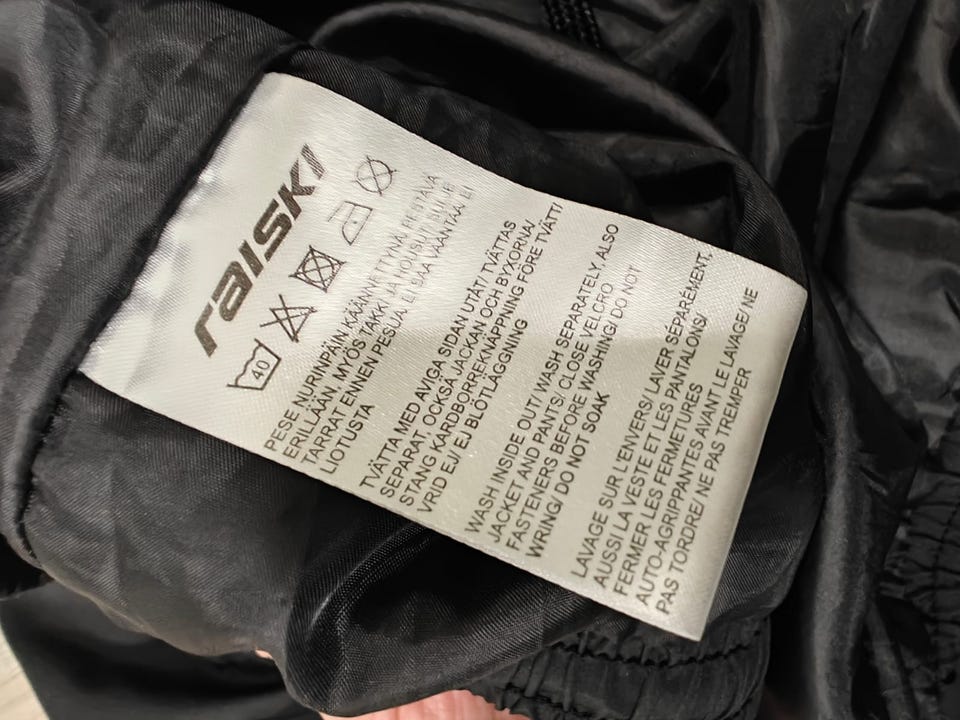 raISKI
40
PESE NURINPÄIN KÄÄNNETTYNÄ/PESTÄVÄ
ERILLÄÄN, MYÖS TAKKI JA HOUSUT/SULJE
TARRAT ENNEN PESUA/ EI SAA VÄÄNTÄÄ/ EI
LIOTUSTA
TVÄTTA MED AVIGA SIDAN UTÅT/ TVÄTTAS
SEPARAT, OCKSÅ JACKAN OCH BYXORNA/
STÄNG KARDBORREKNÄPPNING FÖRE TVÄTT/
VRID EJ/ EJ BLÖTLÄGGNING
WASH INSIDE OUT/ WASH SEPARATELY, ALSO
JACKET AND PANTS/ CLOSE VELCRO
FASTENERS BEFORE WASHING/ DO NOT
WRING/ DO NOT SOAK
LAVAGE SUR L'ENVERS/ LAVER SÉPARÉMENT,
AUSSI LA VESTE ET LES PANTALONS/
FERMER LES FERMETURES
AUTO-AGRIPPANTES AVANT LE LAVAGE/ NE
PAS TORDRE/ NE PAS TREMPER